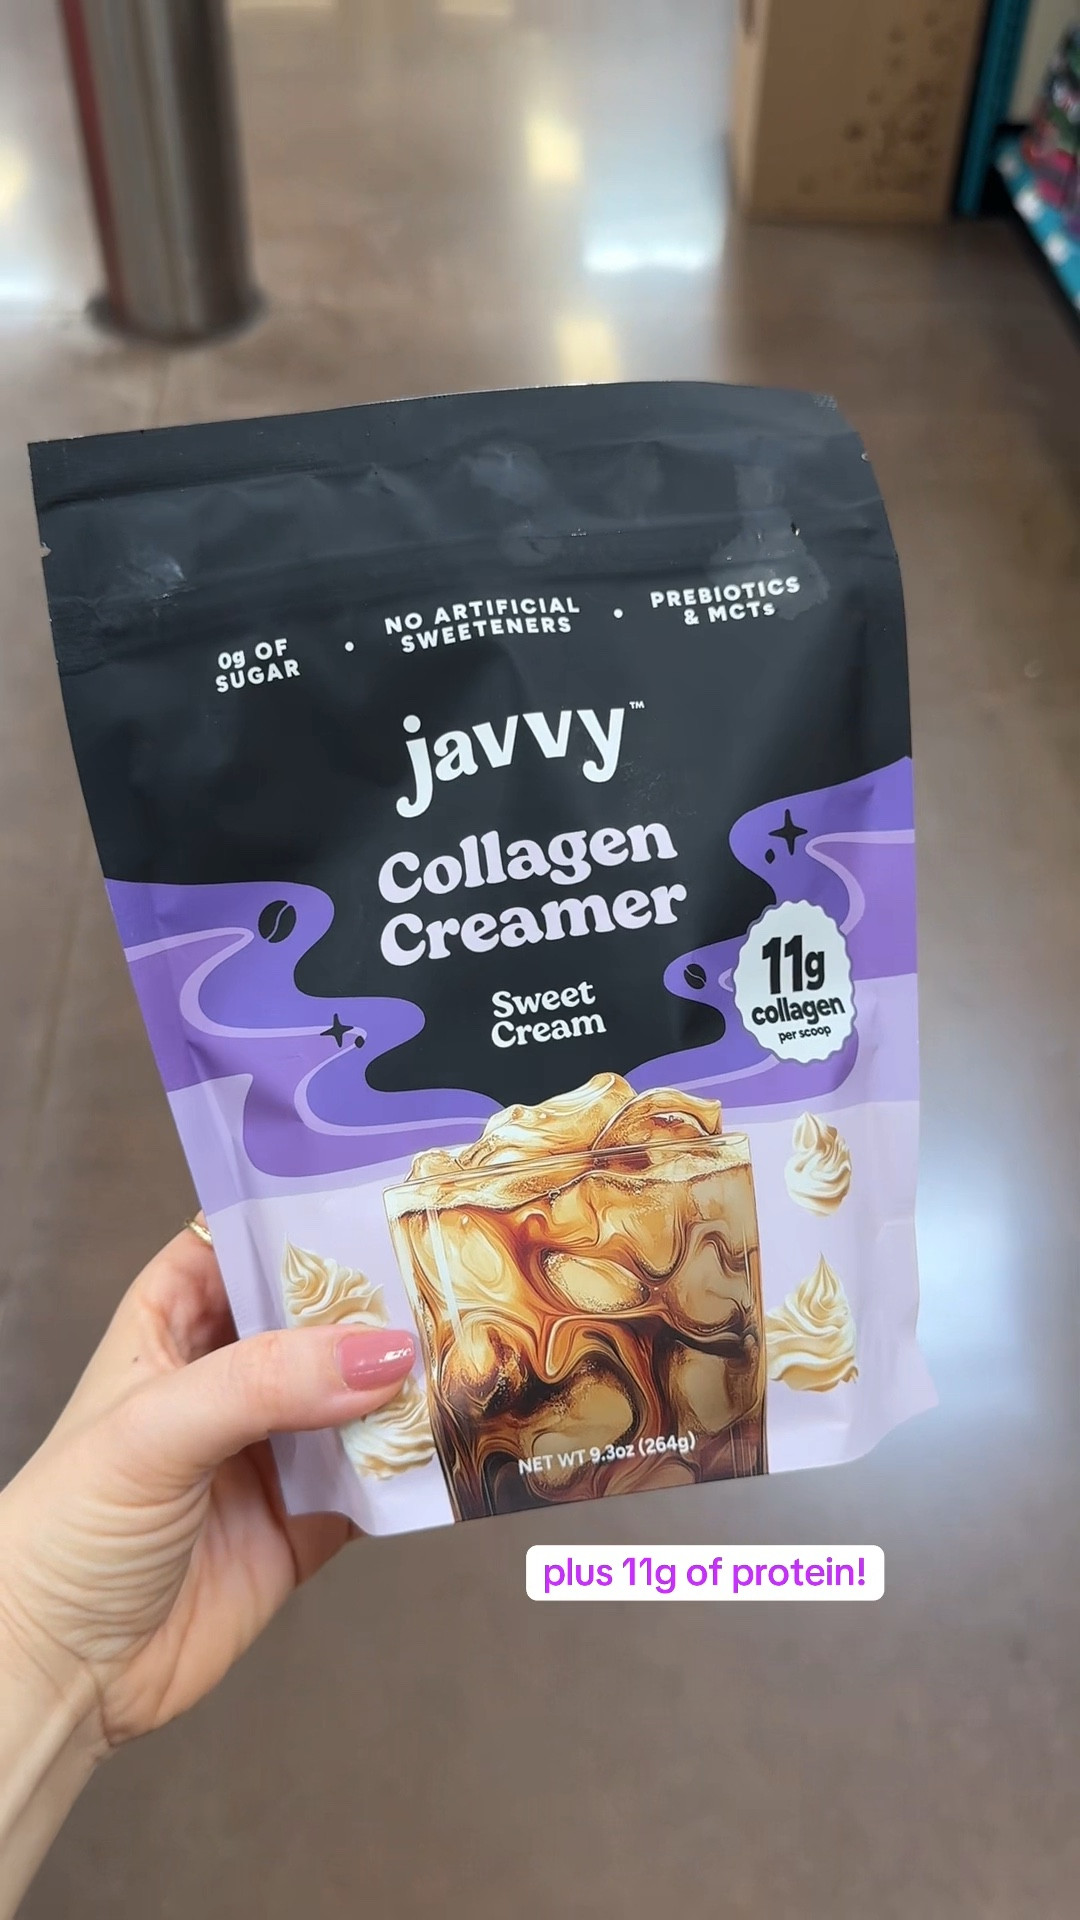 0g OF
SUGAR
•
NO ARTIFICIAL
SWEETENERS
•
PREBIOTICS
& MCTs
javvy™
Collagen
Creamer
Sweet
Cream
11g
collagen
per scoop
NET WT 9.3oz (264g)
plus 11g of protein!